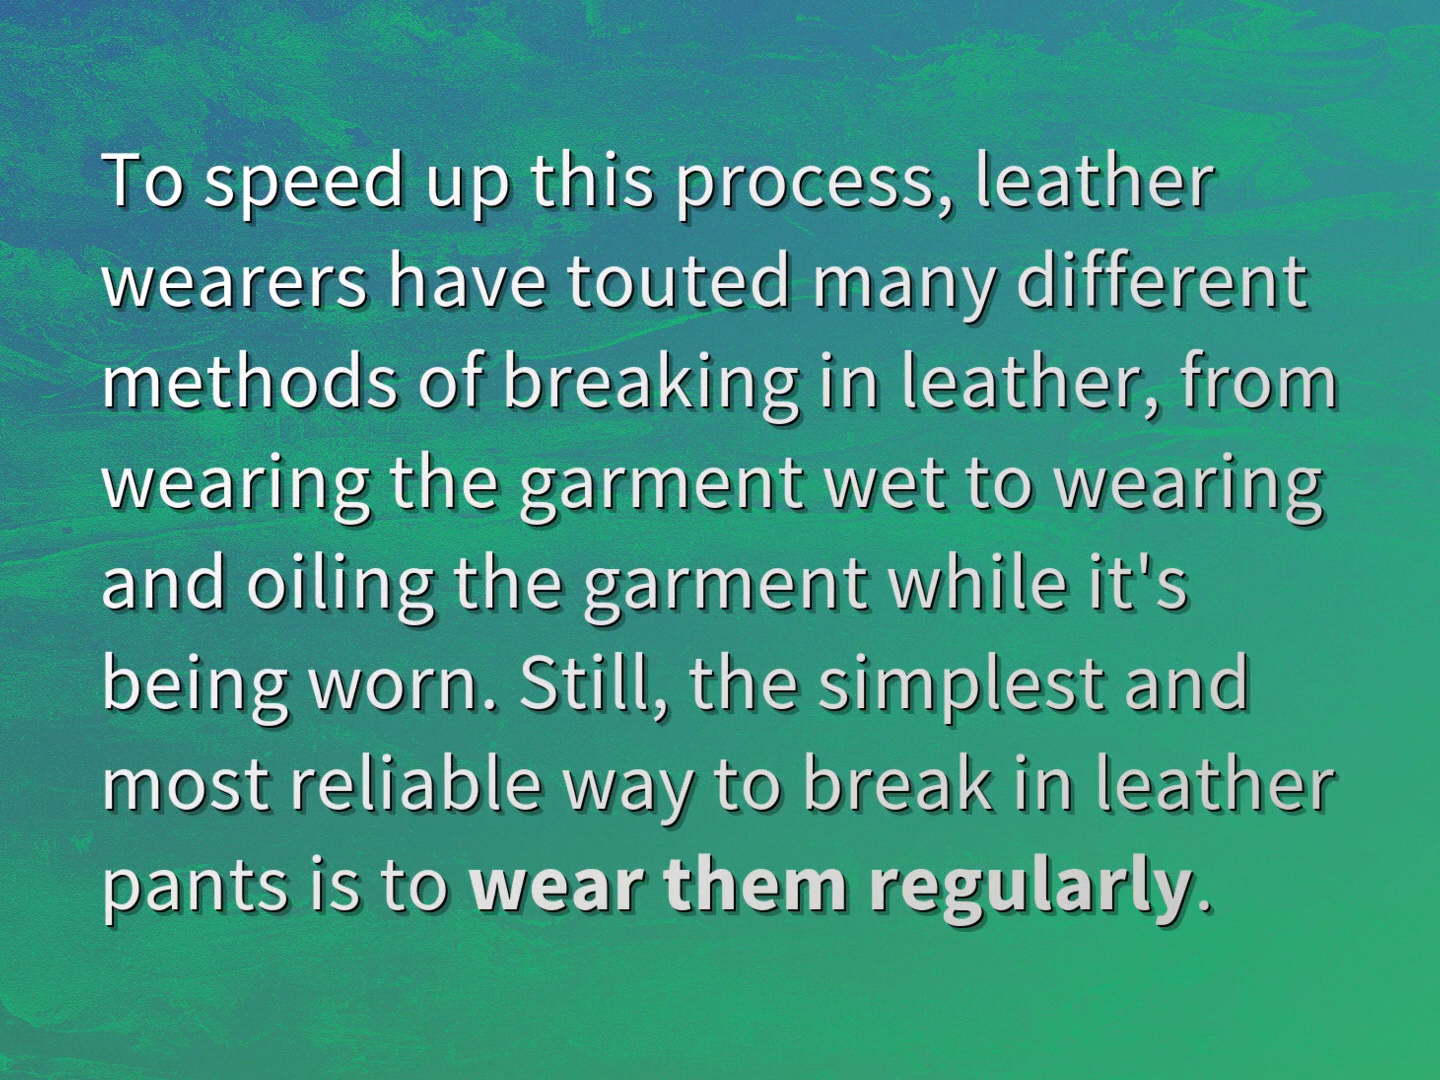 To speed up this process, leather
wearers have touted many different
methods of breaking in leather, from
wearing the garment wet to wearing
and oiling the garment while it's
being worn. Still, the simplest and
most reliable way to break in leather
pants is to wear them regularly.